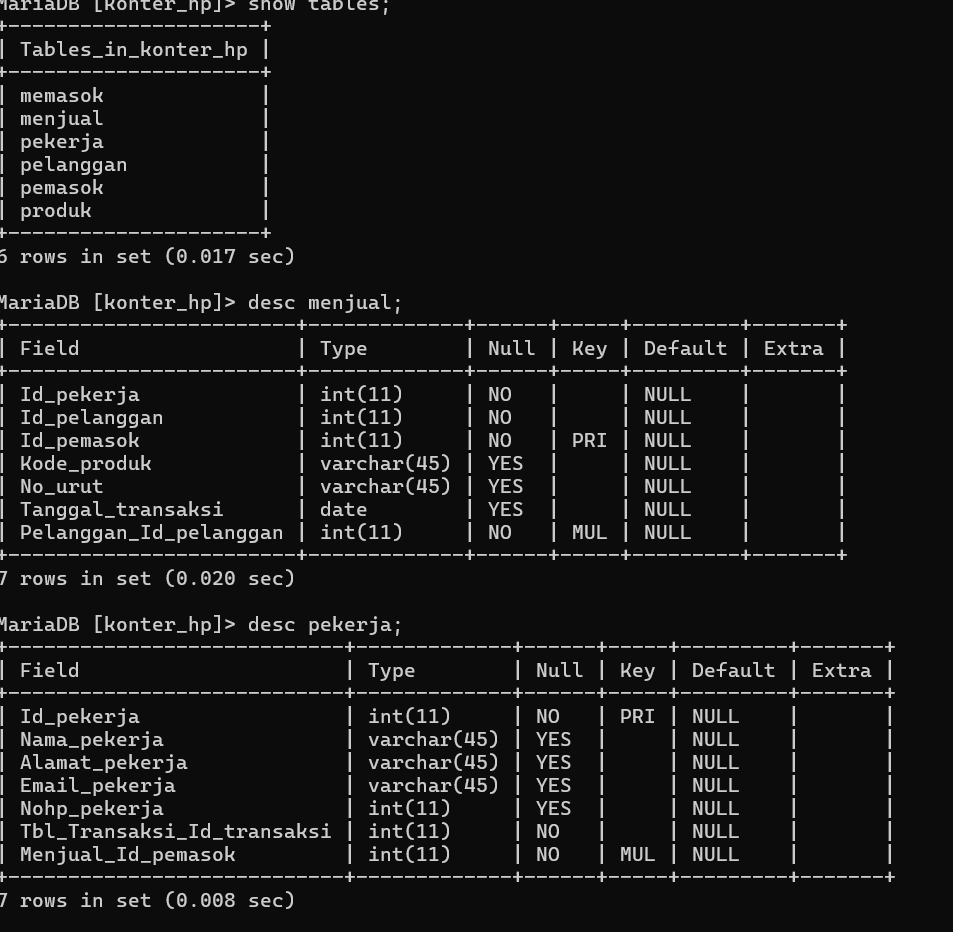 MariaDB [konter_hp]> show tables;
+---------------------+
| Tables_in_konter_hp |
+---------------------+
| memasok             |
| menjual             |
| pekerja             |
| pelanggan           |
| pemasok             |
| produk              |
+---------------------+
6 rows in set (0.017 sec)

MariaDB [konter_hp]> desc menjual;
+------------------------+-------------+------+-----+---------+-------+
| Field                  | Type        | Null | Key | Default | Extra |
+------------------------+-------------+------+-----+---------+-------+
| Id_pekerja             | int(11)     | NO   |     | NULL    |       |
| Id_pelanggan           | int(11)     | NO   |     | NULL    |       |
| Id_pemasok             | int(11)     | NO   | PRI | NULL    |       |
| Kode_produk            | varchar(45) | YES  |     | NULL    |       |
| No_urut                | varchar(45) | YES  |     | NULL    |       |
| Tanggal_transaksi      | date        | YES  |     | NULL    |       |
| Pelanggan_Id_pelanggan | int(11)     | NO   | MUL | NULL    |       |
+------------------------+-------------+------+-----+---------+-------+
7 rows in set (0.020 sec)

MariaDB [konter_hp]> desc pekerja;
+----------------------------+-------------+------+-----+---------+-------+
| Field                      | Type        | Null | Key | Default | Extra |
+----------------------------+-------------+------+-----+---------+-------+
| Id_pekerja                 | int(11)     | NO   | PRI | NULL    |       |
| Nama_pekerja               | varchar(45) | YES  |     | NULL    |       |
| Alamat_pekerja             | varchar(45) | YES  |     | NULL    |       |
| Email_pekerja              | varchar(45) | YES  |     | NULL    |       |
| Nohp_pekerja               | int(11)     | YES  |     | NULL    |       |
| Tbl_Transaksi_Id_transaksi | int(11)     | NO   |     | NULL    |       |
| Menjual_Id_pemasok         | int(11)     | NO   | MUL | NULL    |       |
+----------------------------+-------------+------+-----+---------+-------+
7 rows in set (0.008 sec)